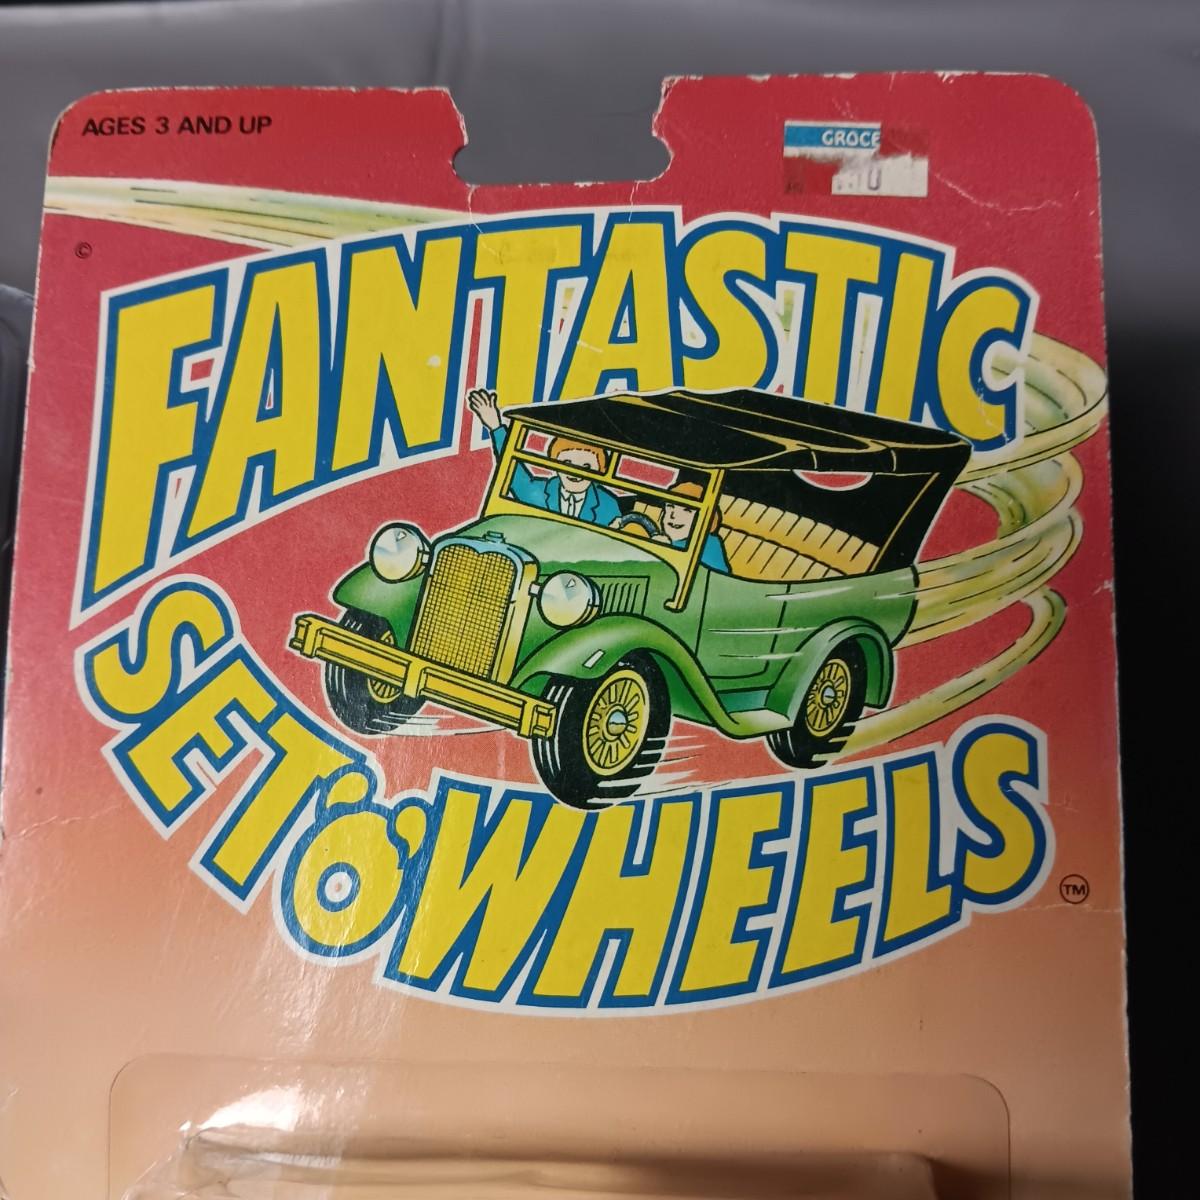 AGES 3 AND UP
GROCE
©
FANTASTIC
SET 'O' WHEELS
TM